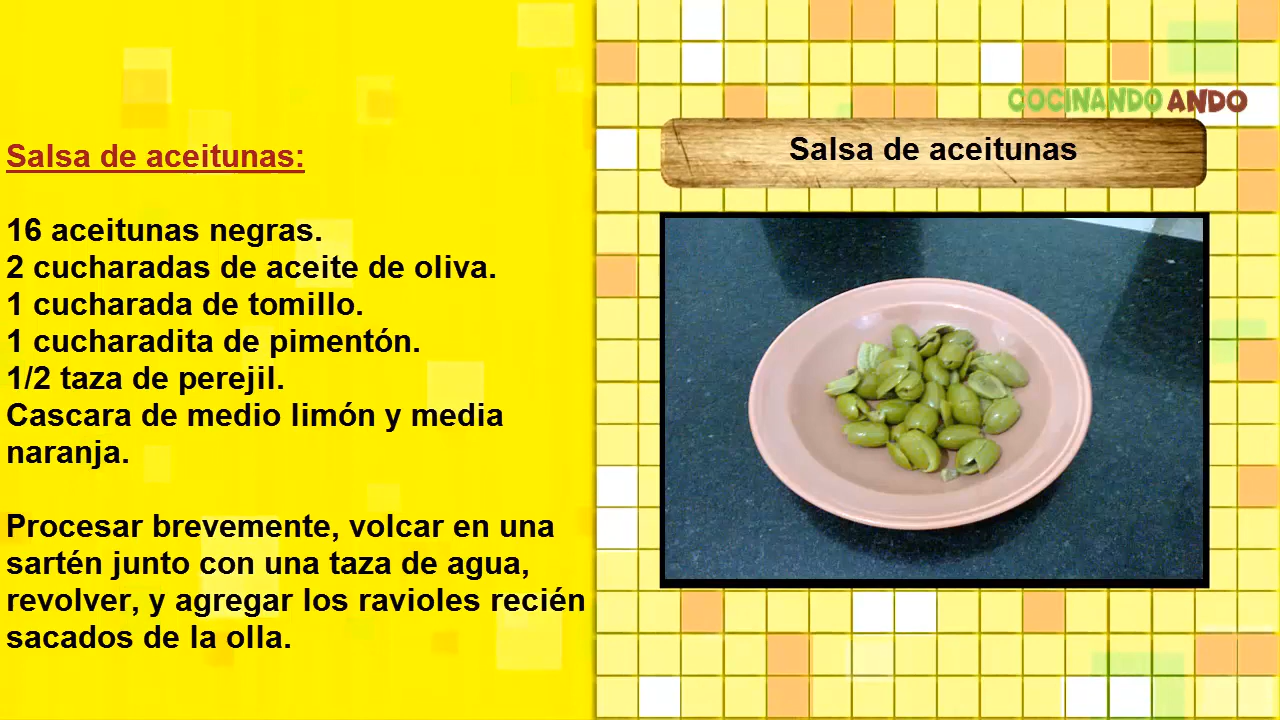 Salsa de aceitunas:
16 aceitunas negras.
2 cucharadas de aceite de oliva.
1 cucharada de tomillo.
1 cucharadita de pimentón.
1/2 taza de perejil.
Cascara de medio limón y media
naranja.
Procesar brevemente, volcar en una
sartén junto con una taza de agua,
revolver, y agregar los ravioles recién
sacados de la olla.
COCINANDO ANDO
Salsa de aceitunas